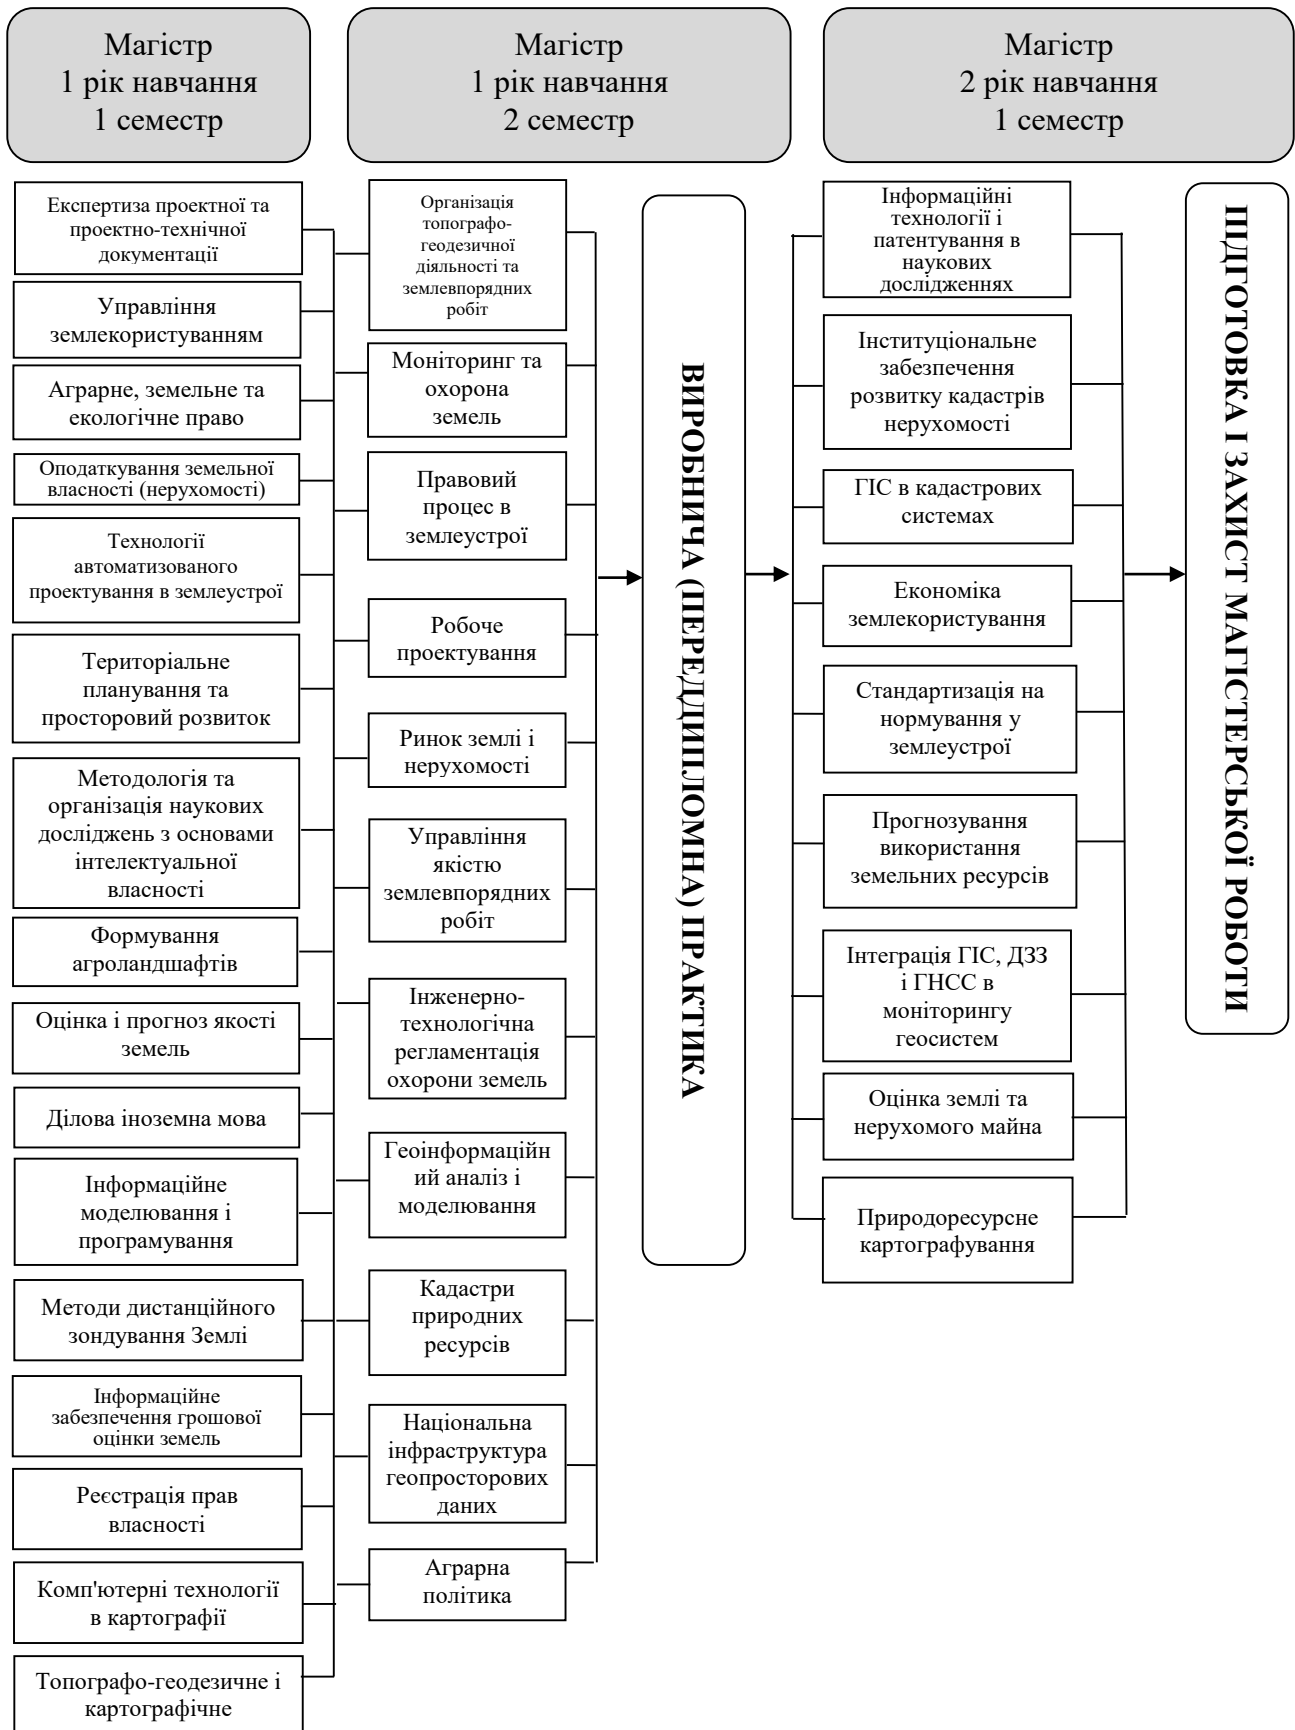 Магістр
1 рік навчання
1 семестр
Магістр
1 рік навчання
2 семестр
Магістр
2 рік навчання
1 семестр
Експертиза проектної та
проектно-технічної
документації
Управління
землекористуванням
Аграрне, земельне та
екологічне право
Оподаткування земельної
власності (нерухомості)
Технології
автоматизованого
проектування в землеустрої
Територіальне
планування та
просторовий розвиток
Методологія та
організація наукових
досліджень з основами
інтелектуальної
власності
Формування
агроландшафтів
Оцінка і прогноз якості
земель
Ділова іноземна мова
Інформаційне
моделювання і
програмування
Методи дистанційного
зондування Землі
Інформаційне
забезпечення грошової
оцінки земель
Реєстрація прав
власності
Комп'ютерні технології
в картографії
Топографо-геодезичне і
картографічне
Організація
топографо-
геодезичної
діяльності та
землевпорядних
робіт
Моніторинг та
охорона
земель
Правовий
процес в
землеустрої
Робоче
проектування
Ринок землі і
нерухомості
Управління
якістю
землевпорядних
робіт
Інженерно-
технологічна
регламентація
охорони земель
Геоінформаційн
ий аналіз і
моделювання
Кадастри
природних
ресурсів
Національна
інфраструктура
геопросторових
даних
Аграрна
політика
ВИРОБНИЧА (ПЕРЕДДИПЛОМНА) ПРАКТИКА
Інформаційні
технології і
патентування в
наукових
дослідженнях
Інституціональне
забезпечення
розвитку кадастрів
нерухомості
ГІС в кадастрових
системах
Економіка
землекористування
Стандартизація на
нормування у
землеустрої
Прогнозування
використання
земельних ресурсів
Інтеграція ГІС, ДЗЗ
і ГНСС в
моніторингу
геосистем
Оцінка землі та
нерухомого майна
Природоресурсне
картографування
ПІДГОТОВКА І ЗАХИСТ МАГІСТЕРСЬКОЇ РОБОТИ